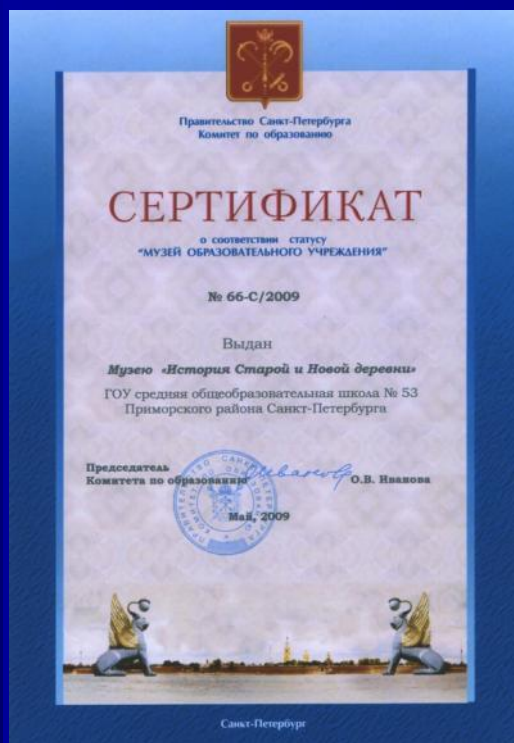 Правительство Санкт-Петербурга
Комитет по образованию
СЕРТИФИКАТ
о соответствии статусу
"МУЗЕЙ ОБРАЗОВАТЕЛЬНОГО УЧРЕЖДЕНИЯ"
№ 66-С/2009
Выдан
Музею «История Старой и Новой деревни»
ГОУ средняя общеобразовательная школа № 53
Приморского района Санкт-Петербурга
Председатель
Комитета по образованию О.В. Иванова
Май, 2009
Санкт-Петербург